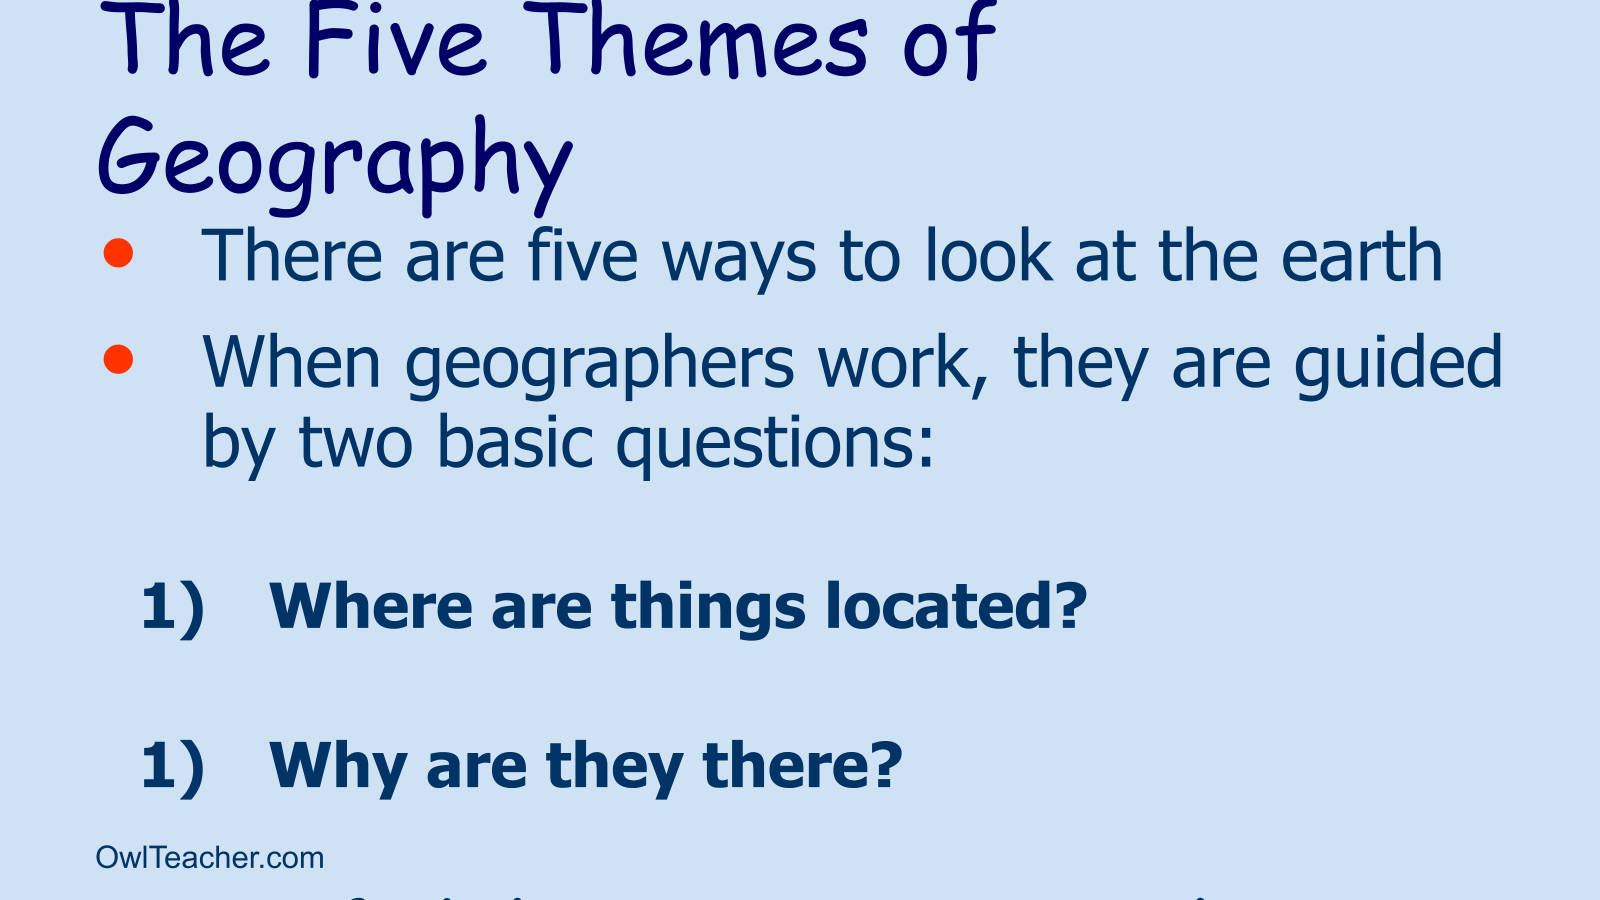 The Five Themes of
Geography
• There are five ways to look at the earth
• When geographers work, they are guided
by two basic questions:
1) Where are things located?
1) Why are they there?
OwlTeacher.com